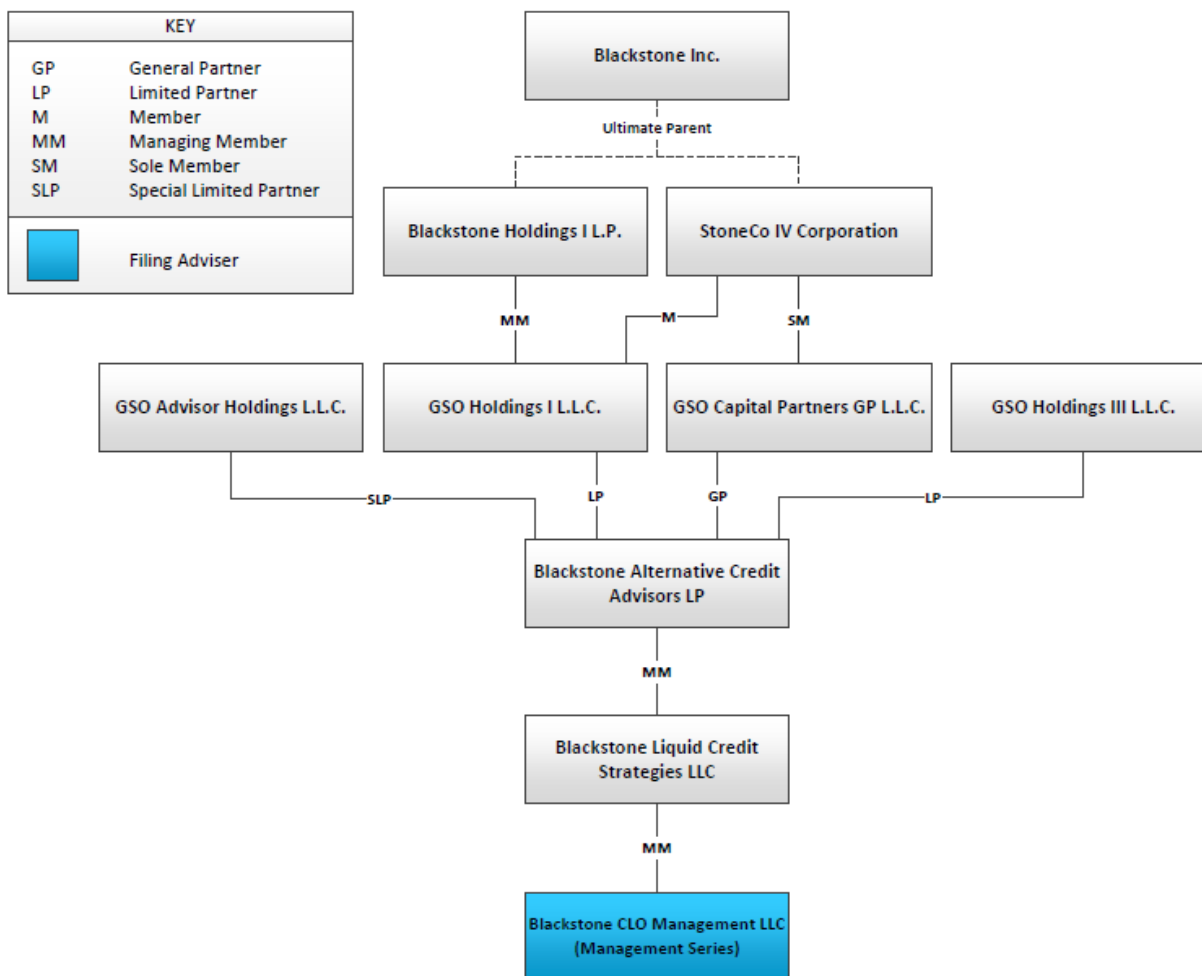 KEY
GP General Partner
LP Limited Partner
M Member
MM Managing Member
SM Sole Member
SLP Special Limited Partner
Filing Adviser
Blackstone Inc.
Ultimate Parent
Blackstone Holdings I L.P.
StoneCo IV Corporation
MM
M
SM
GSO Advisor Holdings L.L.C.
GSO Holdings I L.L.C.
GSO Capital Partners GP L.L.C.
GSO Holdings III L.L.C.
SLP
LP
GP
LP
Blackstone Alternative Credit
Advisors LP
MM
Blackstone Liquid Credit
Strategies LLC
MM
Blackstone CLO Management LLC
(Management Series)